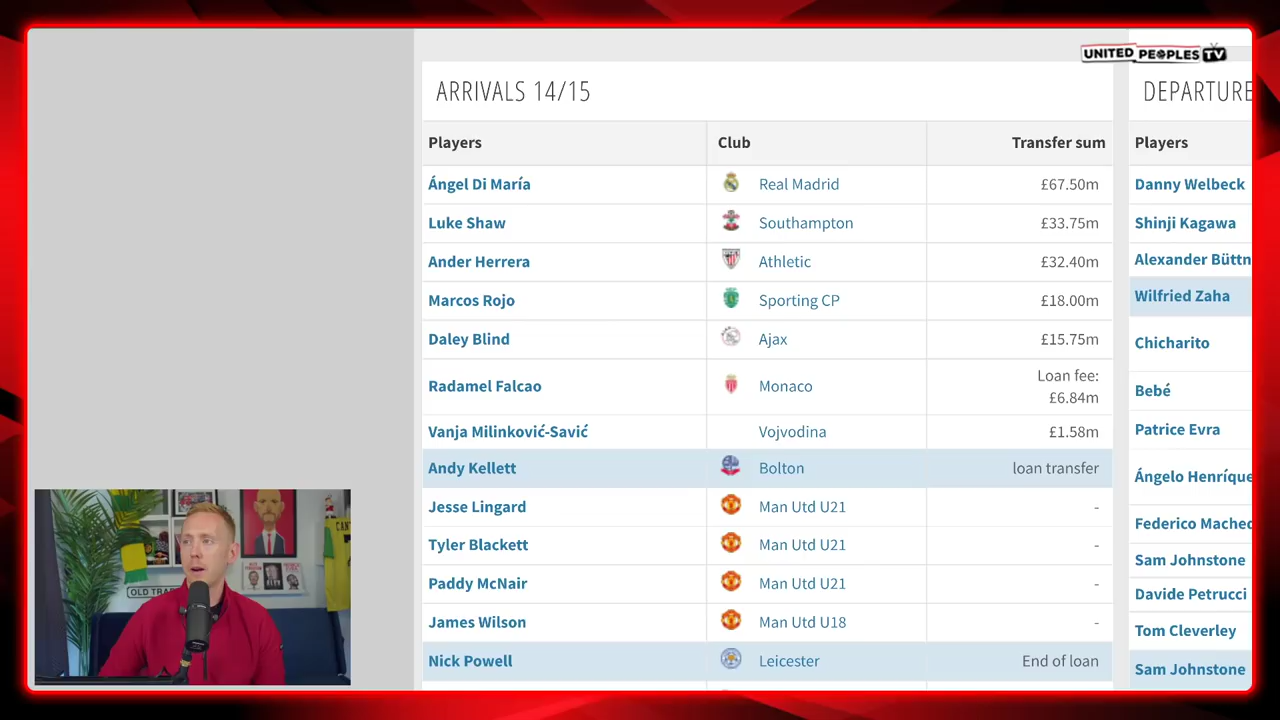 UNITED PEOPLES TV
ARRIVALS 14/15
Players Club Transfer sum
Ángel Di María Real Madrid £67.50m
Luke Shaw Southampton £33.75m
Ander Herrera Athletic £32.40m
Marcos Rojo Sporting CP £18.00m
Daley Blind Ajax £15.75m
Radamel Falcao Monaco Loan fee:
£6.84m
Vanja Milinković-Savić Vojvodina £1.58m
Andy Kellett Bolton loan transfer
Jesse Lingard Man Utd U21 -
Tyler Blackett Man Utd U21 -
Paddy McNair Man Utd U21 -
James Wilson Man Utd U18 -
Nick Powell Leicester End of loan
DEPARTURE
Players
Danny Welbeck
Shinji Kagawa
Alexander Büttn
Wilfried Zaha
Chicharito
Bebé
Patrice Evra
Ángelo Henríque
Federico Mached
Sam Johnstone
Davide Petrucci
Tom Cleverley
Sam Johnstone
CANT
OLD TRA